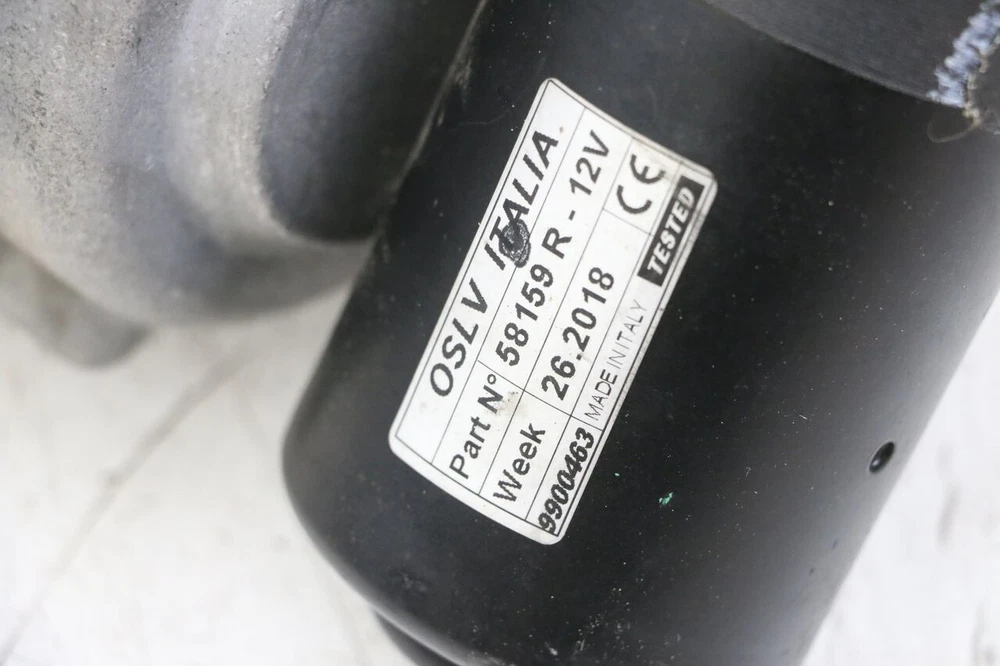 OSLV ITALIA
Part N° 58159 R - 12V
Week 26.2018
CE
9900463 MADE IN ITALY TESTED